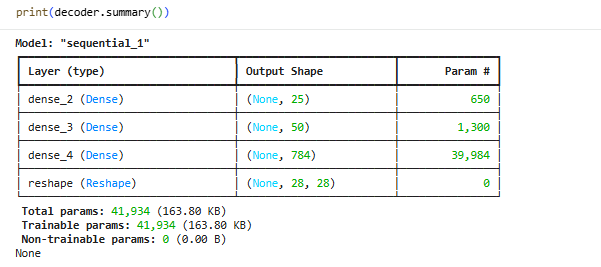 print(decoder.summary())
Model: "sequential_1"
Layer (type) Output Shape Param #
dense_2 (Dense) (None, 25) 650
dense_3 (Dense) (None, 50) 1,300
dense_4 (Dense) (None, 784) 39,984
reshape (Reshape) (None, 28, 28) 0
Total params: 41,934 (163.80 KB)
Trainable params: 41,934 (163.80 KB)
Non-trainable params: 0 (0.00 B)
None